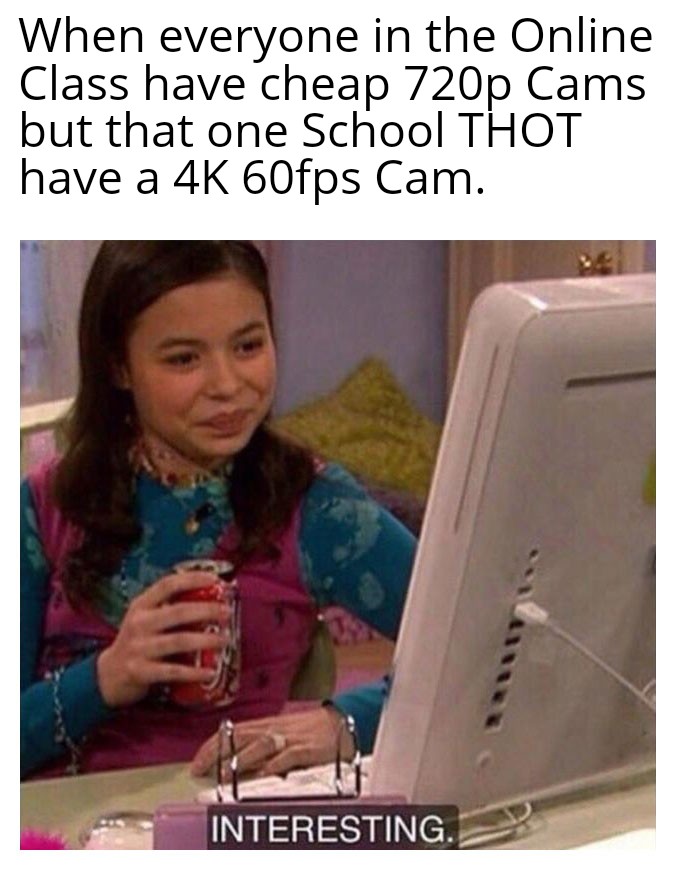 When everyone in the Online
Class have cheap 720p Cams
but that one School THOT
have a 4K 60fps Cam.
INTERESTING.